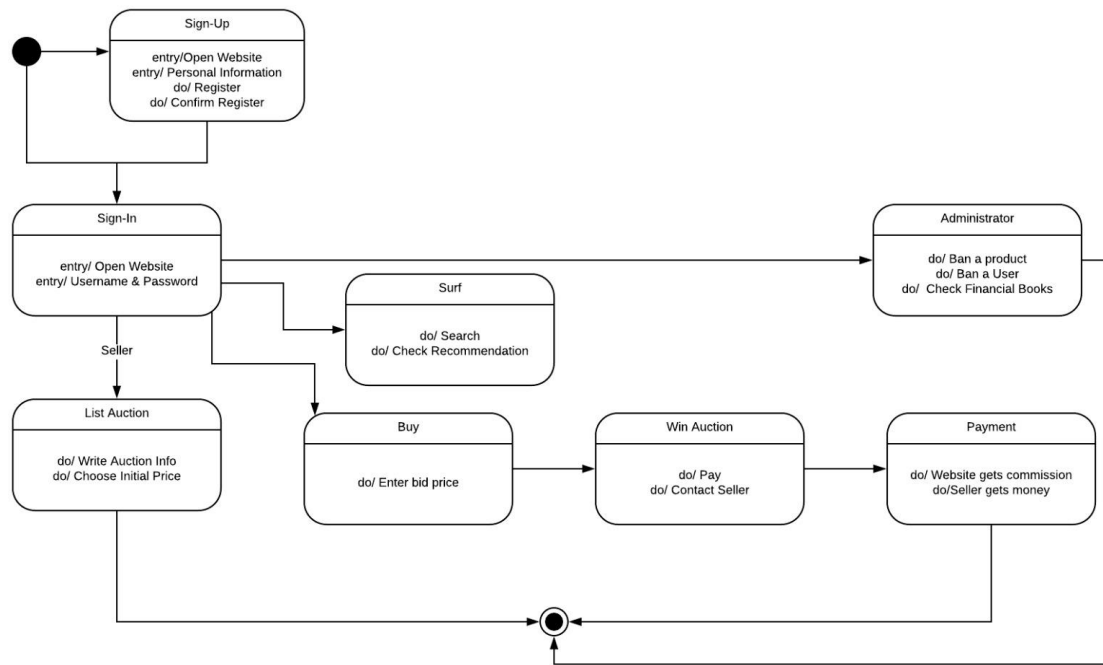 Sign-Up
entry/Open Website
entry/ Personal Information
do/ Register
do/ Confirm Register
Sign-In
entry/ Open Website
entry/ Username & Password
Administrator
do/ Ban a product
do/ Ban a User
do/ Check Financial Books
Surf
do/ Search
do/ Check Recommendation
Seller
List Auction
do/ Write Auction Info
do/ Choose Initial Price
Buy
do/ Enter bid price
Win Auction
do/ Pay
do/ Contact Seller
Payment
do/ Website gets commission
do/Seller gets money